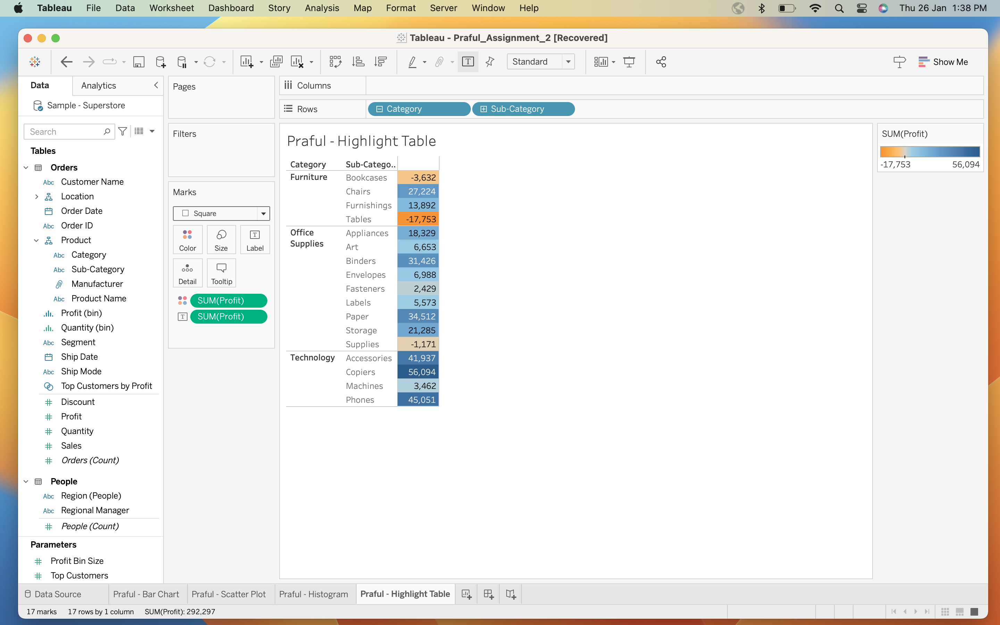 Tableau File Data Worksheet Dashboard Story Analysis Map Format Server Window Help Thu 26 Jan 1:38 PM
Tableau - Praful_Assignment_2 [Recovered]
Standard Show Me
Data Analytics
Sample - Superstore
Search
Tables
Orders
Abc Customer Name
Location
Order Date
Abc Order ID
Product
Abc Category
Abc Sub-Category
Manufacturer
Abc Product Name
Profit (bin)
Quantity (bin)
Abc Segment
Ship Date
Abc Ship Mode
Top Customers by Profit
Discount
Profit
Quantity
Sales
Orders (Count)
People
Abc Region (People)
Abc Regional Manager
People (Count)
Parameters
Profit Bin Size
Top Customers
Pages
Filters
Marks
Square
Color Size T Label
Detail Tooltip
SUM(Profit)
T SUM(Profit)
Columns
Rows Category Sub-Category
Praful - Highlight Table
Category Sub-Catego..
Furniture Bookcases -3,632
Chairs 27,224
Furnishings 13,892
Tables -17,753
Office Supplies Appliances 18,329
Art 6,653
Binders 31,426
Envelopes 6,988
Fasteners 2,429
Labels 5,573
Paper 34,512
Storage 21,285
Supplies -1,171
Technology Accessories 41,937
Copiers 56,094
Machines 3,462
Phones 45,051
SUM(Profit)
-17,753 56,094
Data Source Praful - Bar Chart Praful - Scatter Plot Praful - Histogram Praful - Highlight Table
17 marks 17 rows by 1 column SUM(Profit): 292,297